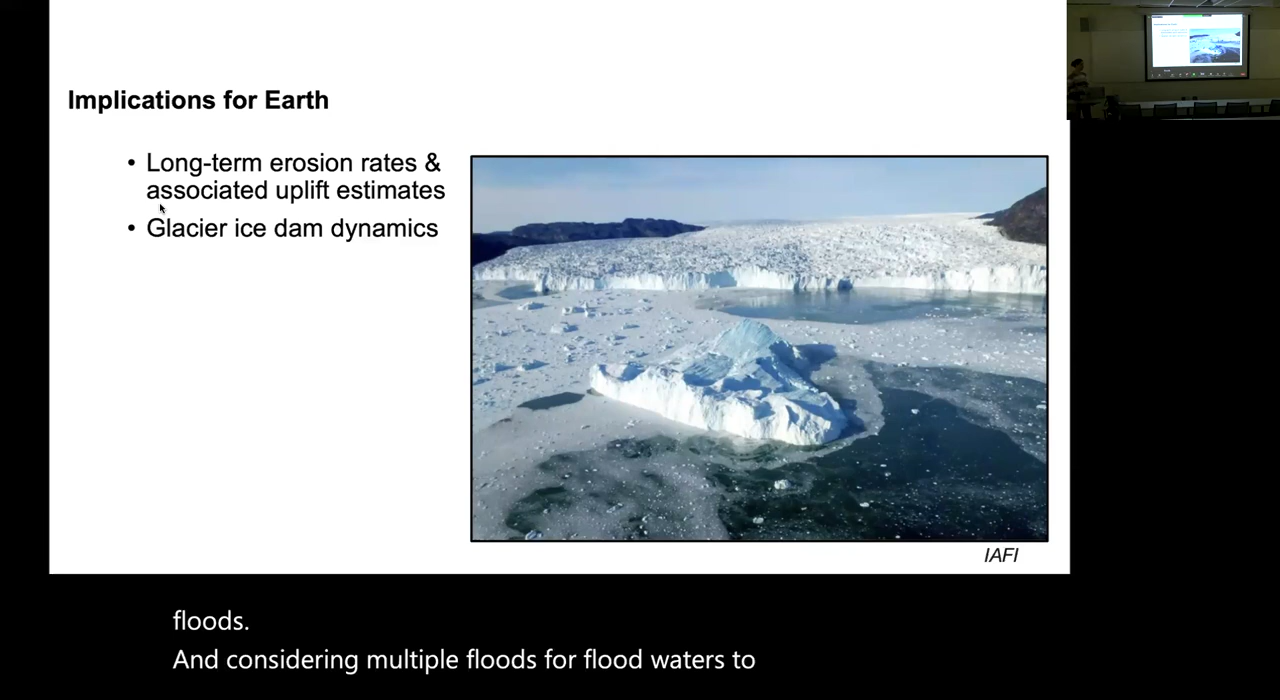 Implications for Earth
• Long-term erosion rates &
associated uplift estimates
• Glacier ice dam dynamics
IAFI
floods.
And considering multiple floods for flood waters to